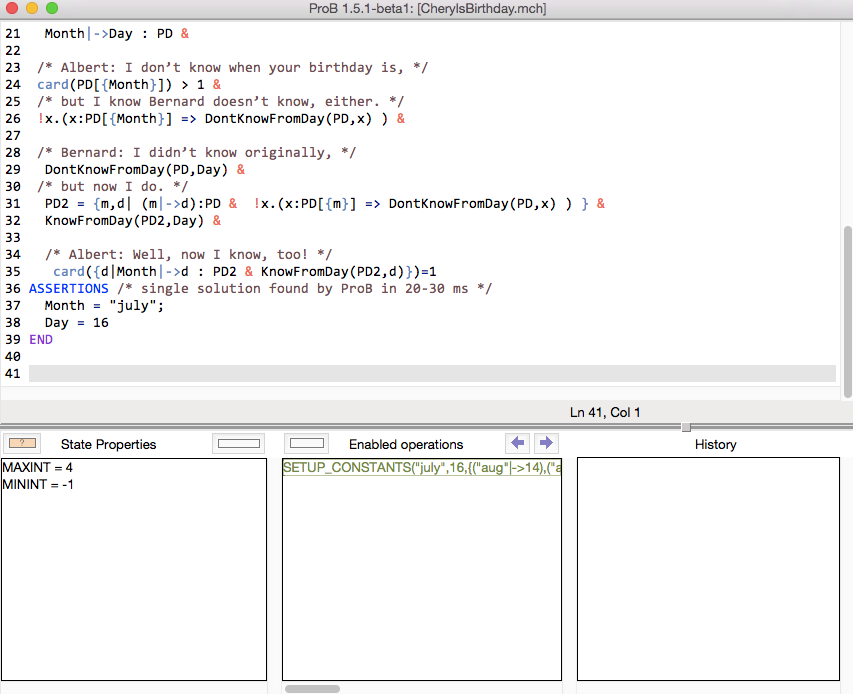 ProB 1.5.1-beta1: [CherylsBirthday.mch]
21 Month|->Day : PD &
22
23 /* Albert: I don’t know when your birthday is, */
24 card(PD[{Month}]) > 1 &
25 /* but I know Bernard doesn’t know, either. */
26 !x.(x:PD[{Month}] => DontKnowFromDay(PD,x) ) &
27
28 /* Bernard: I didn’t know originally, */
29 DontKnowFromDay(PD,Day) &
30 /* but now I do. */
31 PD2 = {m,d| (m|->d):PD & !x.(x:PD[{m}] => DontKnowFromDay(PD,x) ) } &
32 KnowFromDay(PD2,Day) &
33
34 /* Albert: Well, now I know, too! */
35 card({d|Month|->d : PD2 & KnowFromDay(PD2,d)})=1
36 ASSERTIONS /* single solution found by ProB in 20-30 ms */
37 Month = "july";
38 Day = 16
39 END
40
41
Ln 41, Col 1
? State Properties
Enabled operations
History
MAXINT = 4
MININT = -1
SETUP_CONSTANTS("july",16,{("aug"|->14),("a